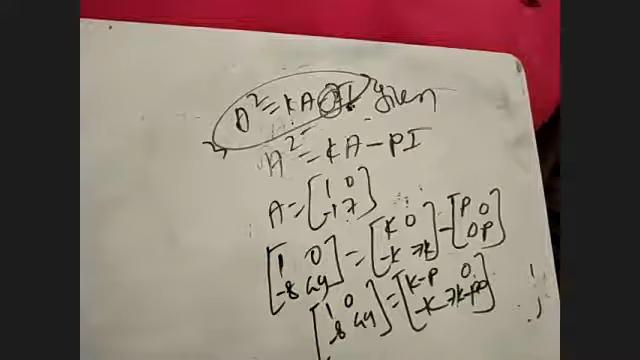 A² = KA given
A² = KA - PI
A = [1 0 -1 7]
[1 0 -8 49] = [K 0 -K 7K] - [P 0 0 P]
[1 0 -8 49] = [K-P 0 -K 7K-P]